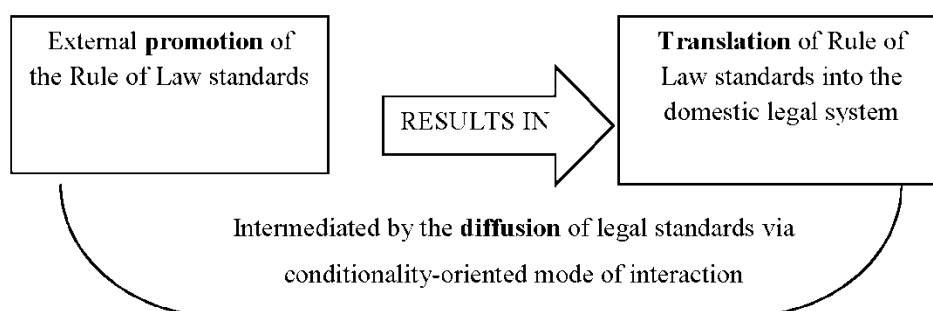 External promotion of
the Rule of Law standards
RESULTS IN
Translation of Rule of
Law standards into the
domestic legal system
Intermediated by the diffusion of legal standards via
conditionality-oriented mode of interaction